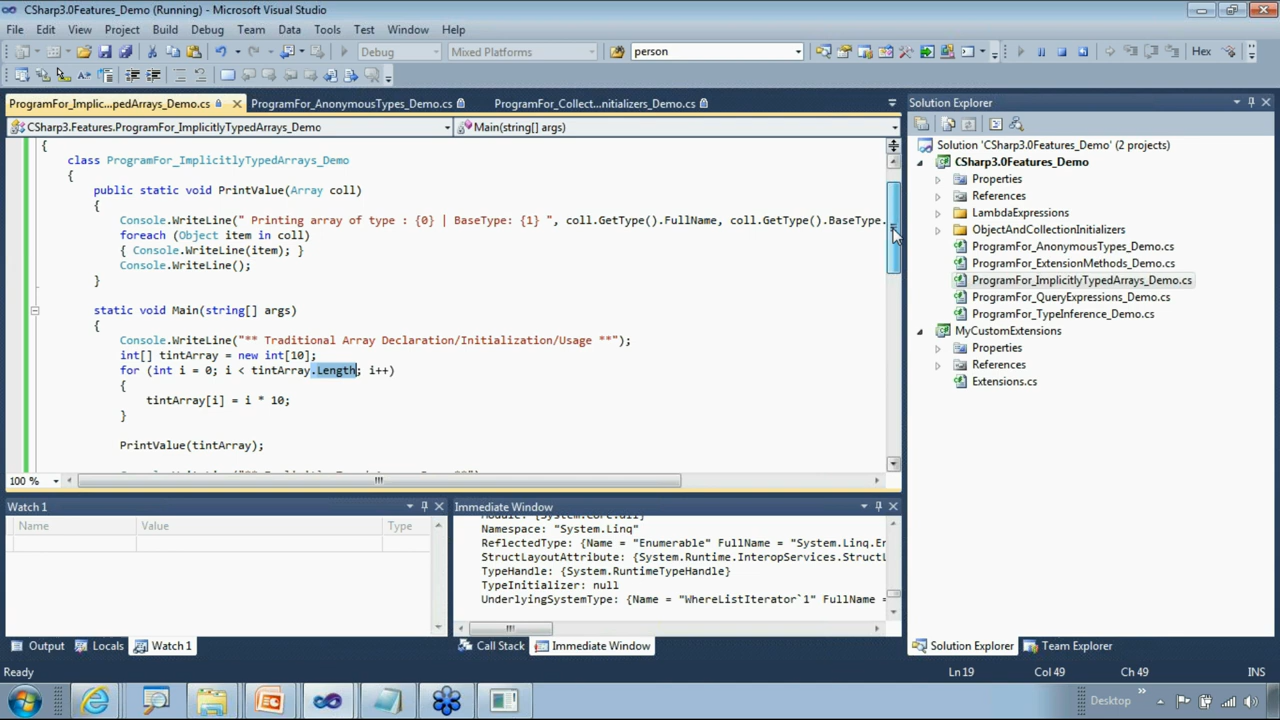 CSharp3.0Features_Demo (Running) - Microsoft Visual Studio
File Edit View Project Build Debug Team Data Tools Test Window Help
Debug Mixed Platforms person Hex
ProgramFor_Implic...pedArrays_Demo.cs ProgramFor_AnonymousTypes_Demo.cs ProgramFor_Collect...nitializers_Demo.cs
CSharp3.Features.ProgramFor_ImplicitlyTypedArrays_Demo Main(string[] args)
{
class ProgramFor_ImplicitlyTypedArrays_Demo
{
public static void PrintValue(Array coll)
{
Console.WriteLine(" Printing array of type : {0} | BaseType: {1} ", coll.GetType().FullName, coll.GetType().BaseType.
foreach (Object item in coll)
{ Console.WriteLine(item); }
Console.WriteLine();
}
static void Main(string[] args)
{
Console.WriteLine("** Traditional Array Declaration/Initialization/Usage **");
int[] tintArray = new int[10];
for (int i = 0; i < tintArray.Length; i++)
{
tintArray[i] = i * 10;
}
PrintValue(tintArray);
100 %
Solution Explorer
Solution 'CSharp3.0Features_Demo' (2 projects)
CSharp3.0Features_Demo
Properties
References
LambdaExpressions
ObjectAndCollectionInitializers
ProgramFor_AnonymousTypes_Demo.cs
ProgramFor_ExtensionMethods_Demo.cs
ProgramFor_ImplicitlyTypedArrays_Demo.cs
ProgramFor_QueryExpressions_Demo.cs
ProgramFor_TypeInference_Demo.cs
MyCustomExtensions
Properties
References
Extensions.cs
Watch 1
Name Value Type
Immediate Window
Namespace: "System.Linq"
ReflectedType: {Name = "Enumerable" FullName = "System.Linq.En
StructLayoutAttribute: {System.Runtime.InteropServices.StructL
TypeHandle: {System.RuntimeTypeHandle}
TypeInitializer: null
UnderlyingSystemType: {Name = "WhereListIterator`1" FullName =
Output Locals Watch 1 Call Stack Immediate Window Solution Explorer Team Explorer
Ready Ln 19 Col 49 Ch 49 INS
Desktop